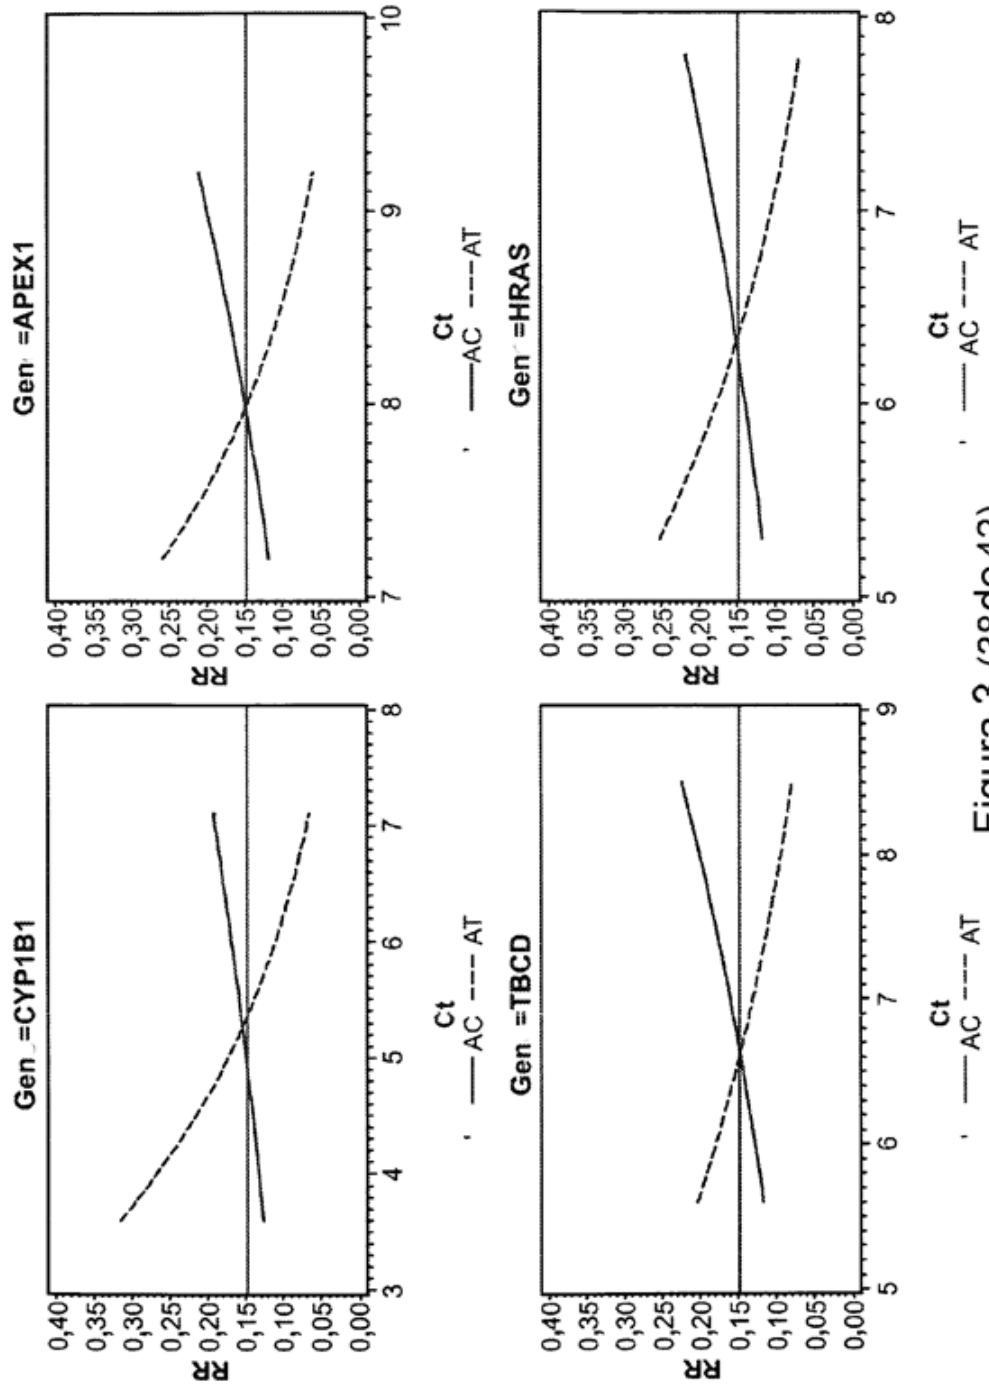 Gen =CYP1B1
RR
0,40
0,35
0,30
0,25
0,20
0,15
0,10
0,05
0,00
3 4 5 6 7 8
Ct
AC AT
Gen =APEX1
RR
0,40
0,35
0,30
0,25
0,20
0,15
0,10
0,05
0,00
7 8 9 10
Ct
AC AT
Gen =TBCD
RR
0,40
0,35
0,30
0,25
0,20
0,15
0,10
0,05
0,00
5 6 7 8 9
Ct
AC AT
Gen =HRAS
RR
0,40
0,35
0,30
0,25
0,20
0,15
0,10
0,05
0,00
5 6 7 8
Ct
AC AT
Figure 3 (38de43)